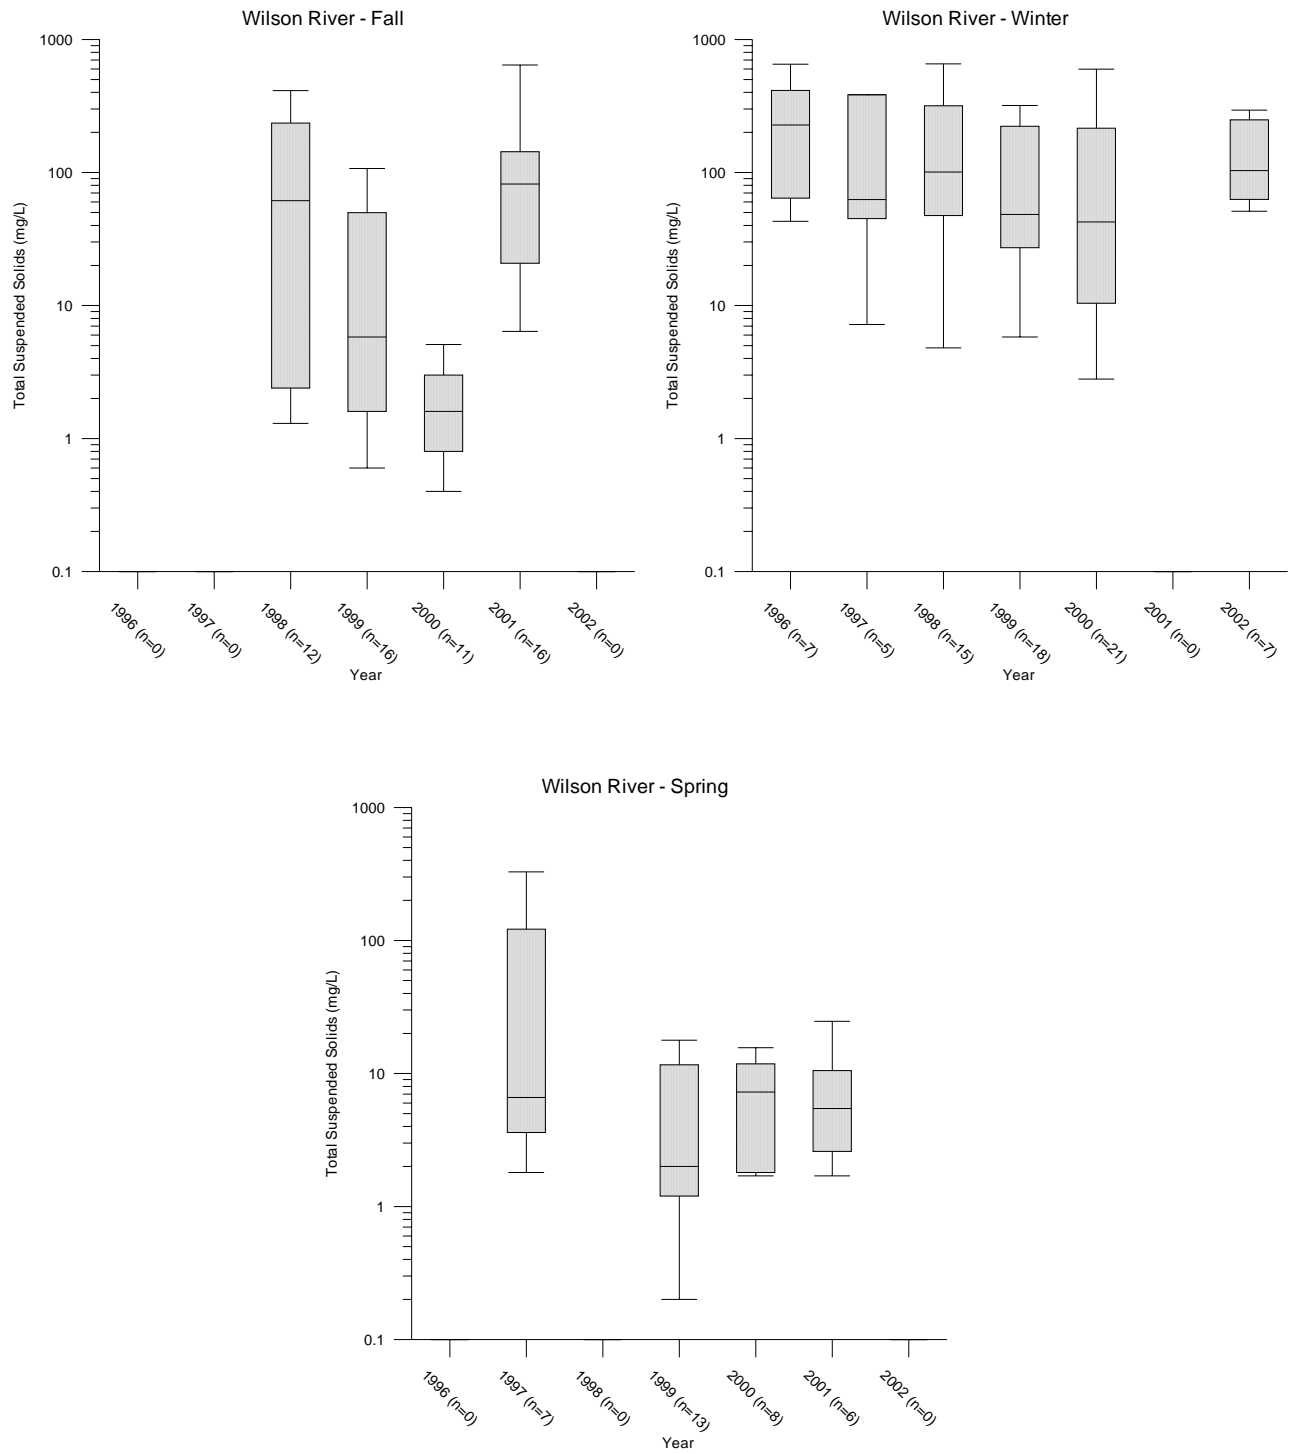 Wilson River - Fall
1000
100
10
1
0.1
Total Suspended Solids (mg/L)
1996 (n=0)
1997 (n=0)
1998 (n=12)
1999 (n=16)
2000 (n=11)
2001 (n=16)
2002 (n=0)
Year
Wilson River - Winter
1000
100
10
1
0.1
Total Suspended Solids (mg/L)
1996 (n=7)
1997 (n=5)
1998 (n=15)
1999 (n=18)
2000 (n=21)
2001 (n=0)
2002 (n=7)
Year
Wilson River - Spring
1000
100
10
1
0.1
Total Suspended Solids (mg/L)
1996 (n=0)
1997 (n=7)
1998 (n=0)
1999 (n=13)
2000 (n=8)
2001 (n=6)
2002 (n=0)
Year